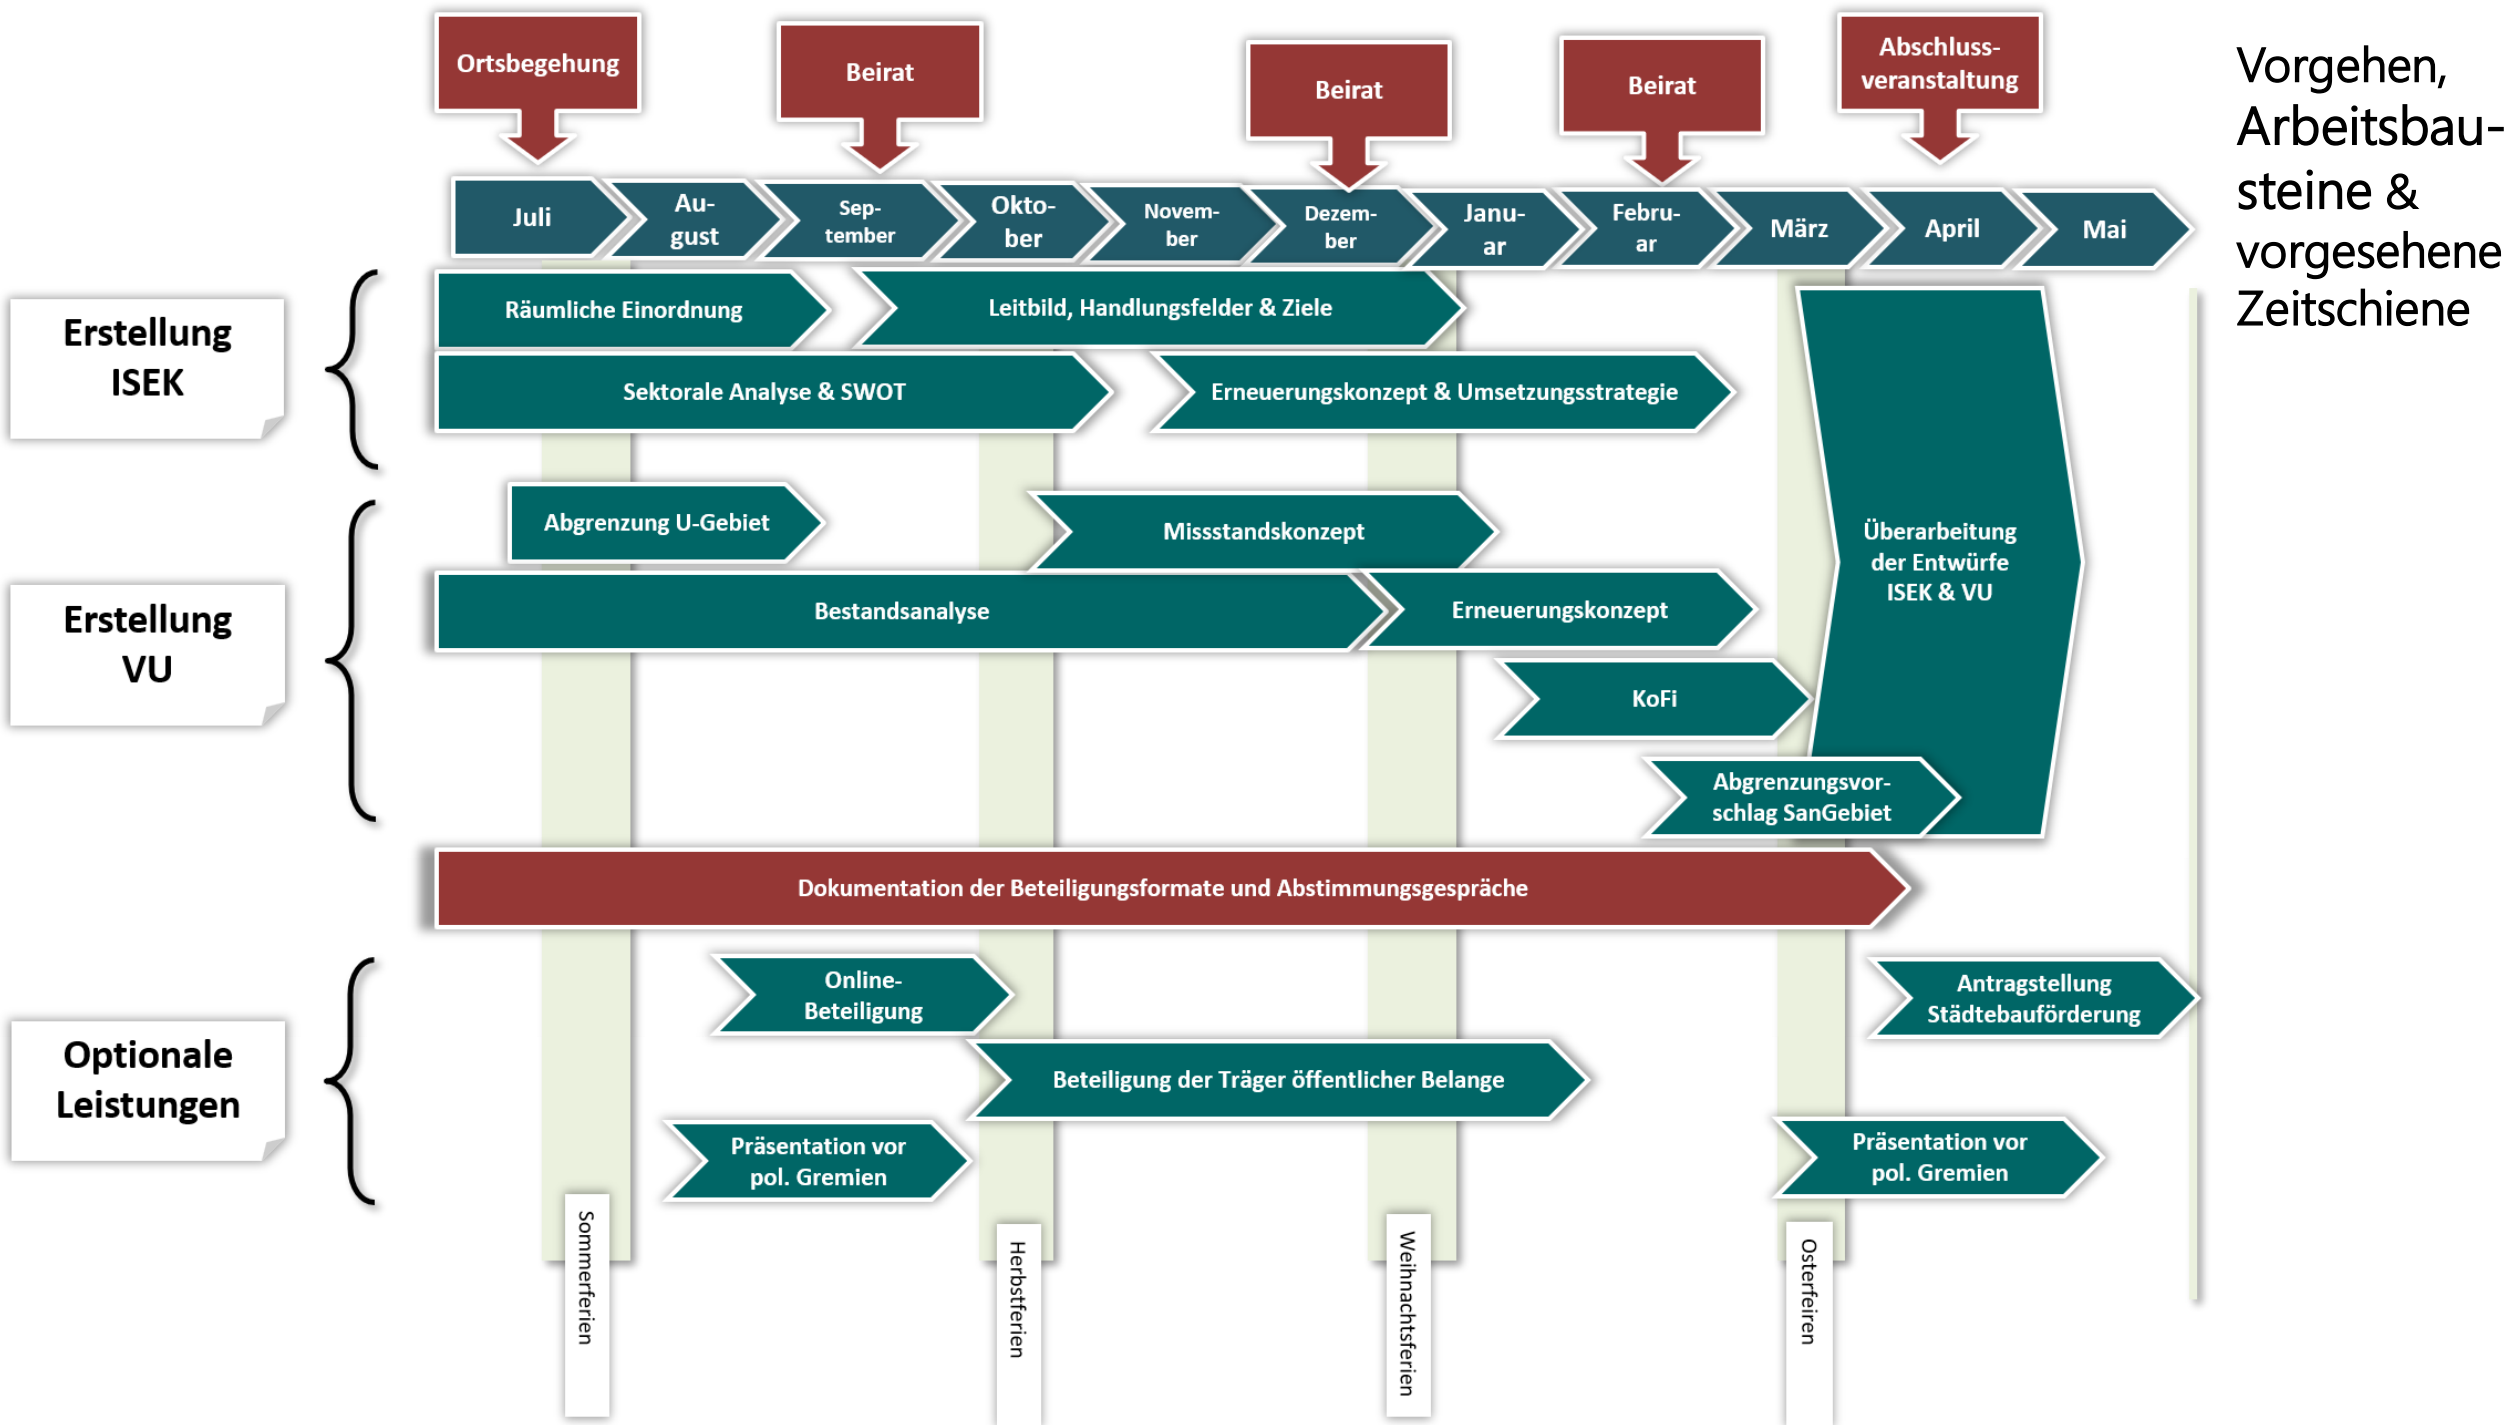 Ortsbegehung
Beirat
Beirat
Beirat
Abschluss-
veranstaltung
Vorgehen,
Arbeitsbau-
steine &
vorgesehene
Zeitschiene
Juli
Au-
gust
Sep-
tember
Okto-
ber
Novem-
ber
Dezem-
ber
Janu-
ar
Febru-
ar
März
April
Mai
Erstellung
ISEK
Räumliche Einordnung
Leitbild, Handlungsfelder & Ziele
Sektorale Analyse & SWOT
Erneuerungskonzept & Umsetzungsstrategie
Überarbeitung
der Entwürfe
ISEK & VU
Erstellung
VU
Abgrenzung U-Gebiet
Missstandskonzept
Bestandsanalyse
Erneuerungskonzept
KoFi
Abgrenzungsvor-
schlag SanGebiet
Dokumentation der Beteiligungsformate und Abstimmungsgespräche
Optionale
Leistungen
Online-
Beteiligung
Antragstellung
Städtebauförderung
Beteiligung der Träger öffentlicher Belange
Präsentation vor
pol. Gremien
Präsentation vor
pol. Gremien
Sommerferien
Herbstferien
Weihnachtsferien
Osterfeiren